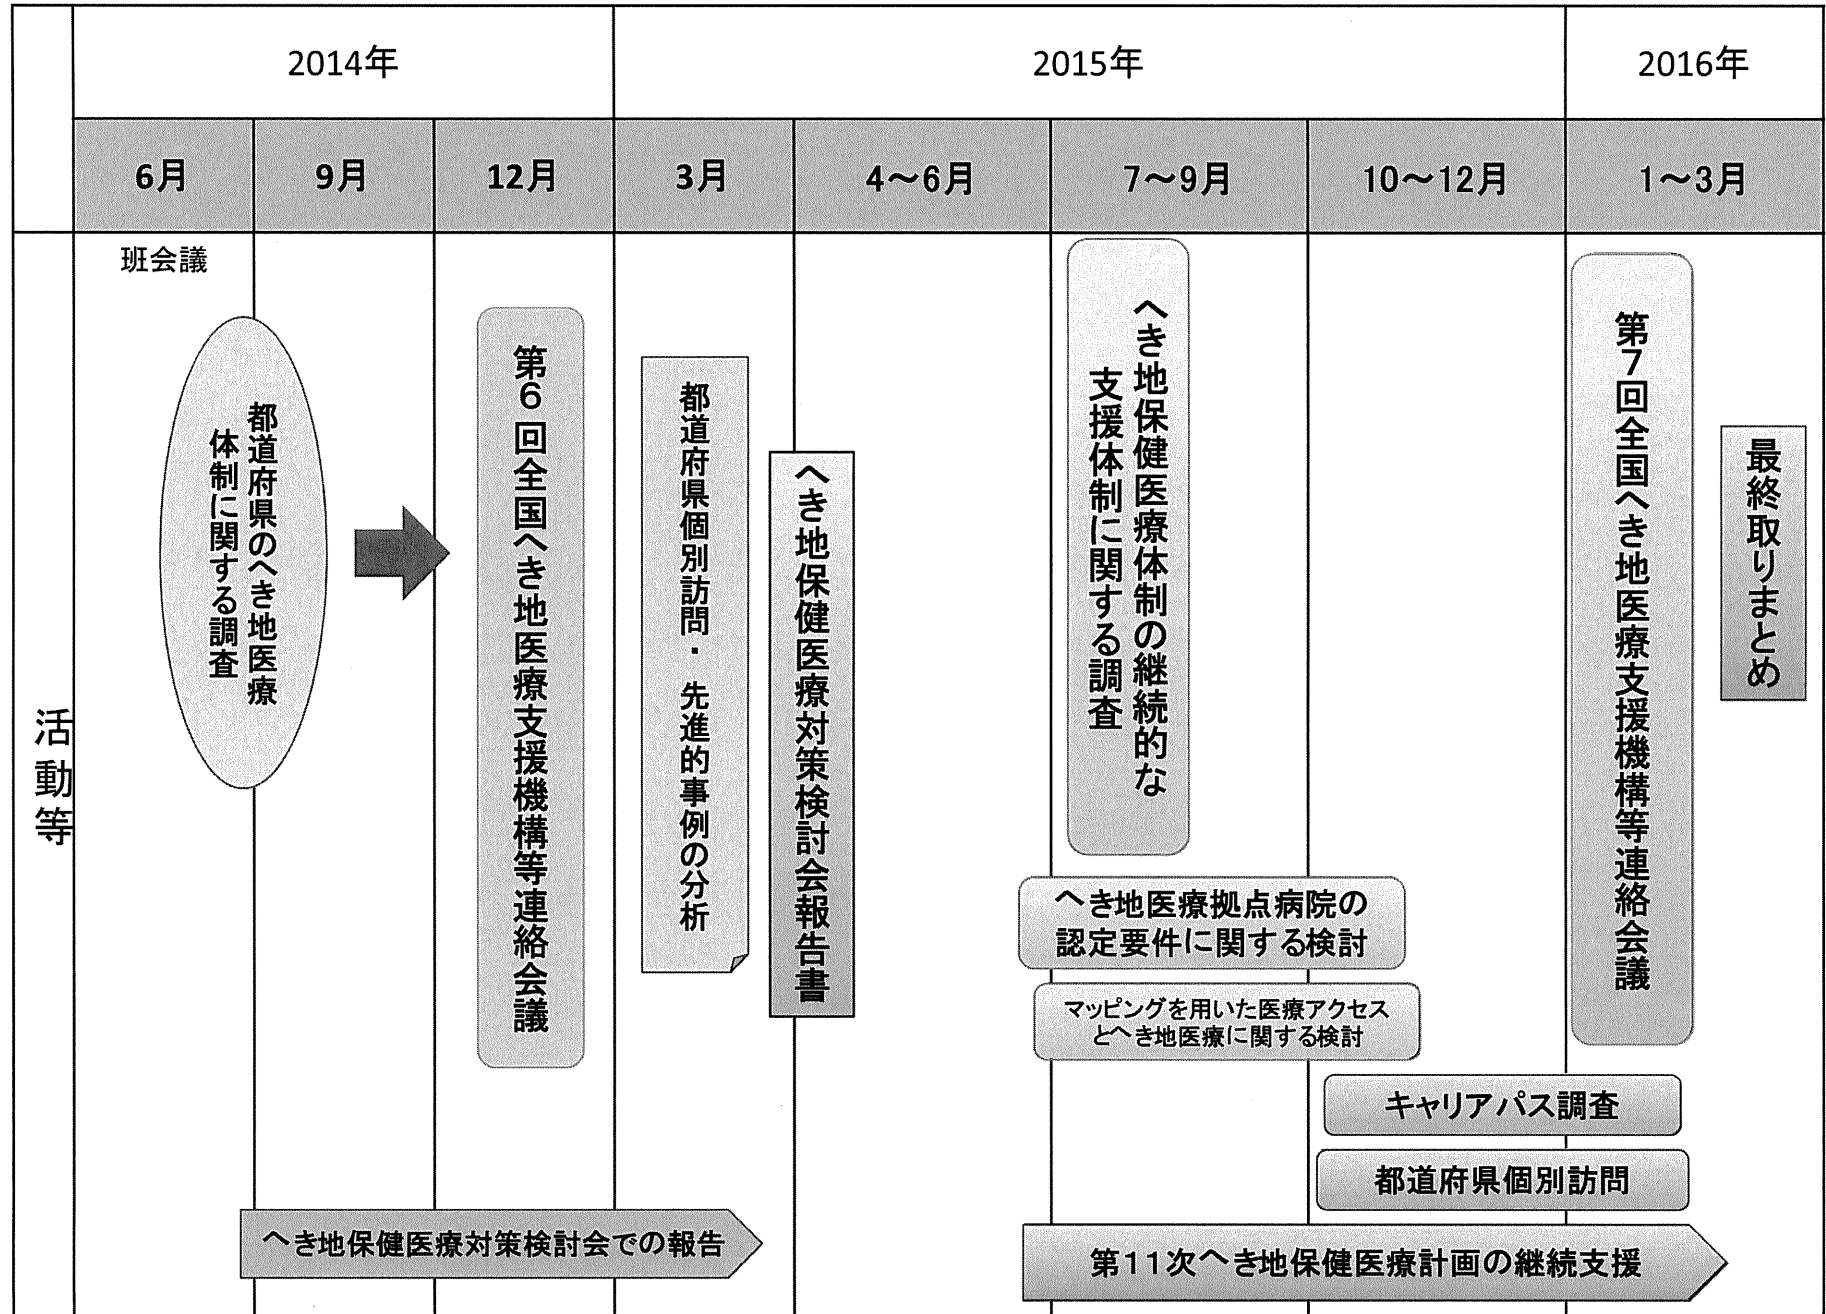 2014年
2015年
2016年
6月
9月
12月
3月
4～6月
7～9月
10～12月
1～3月
活動等
班会議
都道府県のへき地医療
体制に関する調査
第6回全国へき地医療支援機構等連絡会議
都道府県個別訪問・先進的事例の分析
へき地保健医療対策検討会報告書
へき地保健医療体制の継続的な
支援体制に関する調査
第7回全国へき地医療支援機構等連絡会議
最終取りまとめ
へき地医療拠点病院の
認定要件に関する検討
マッピングを用いた医療アクセス
とへき地医療に関する検討
キャリアパス調査
都道府県個別訪問
へき地保健医療対策検討会での報告
第11次へき地保健医療計画の継続支援